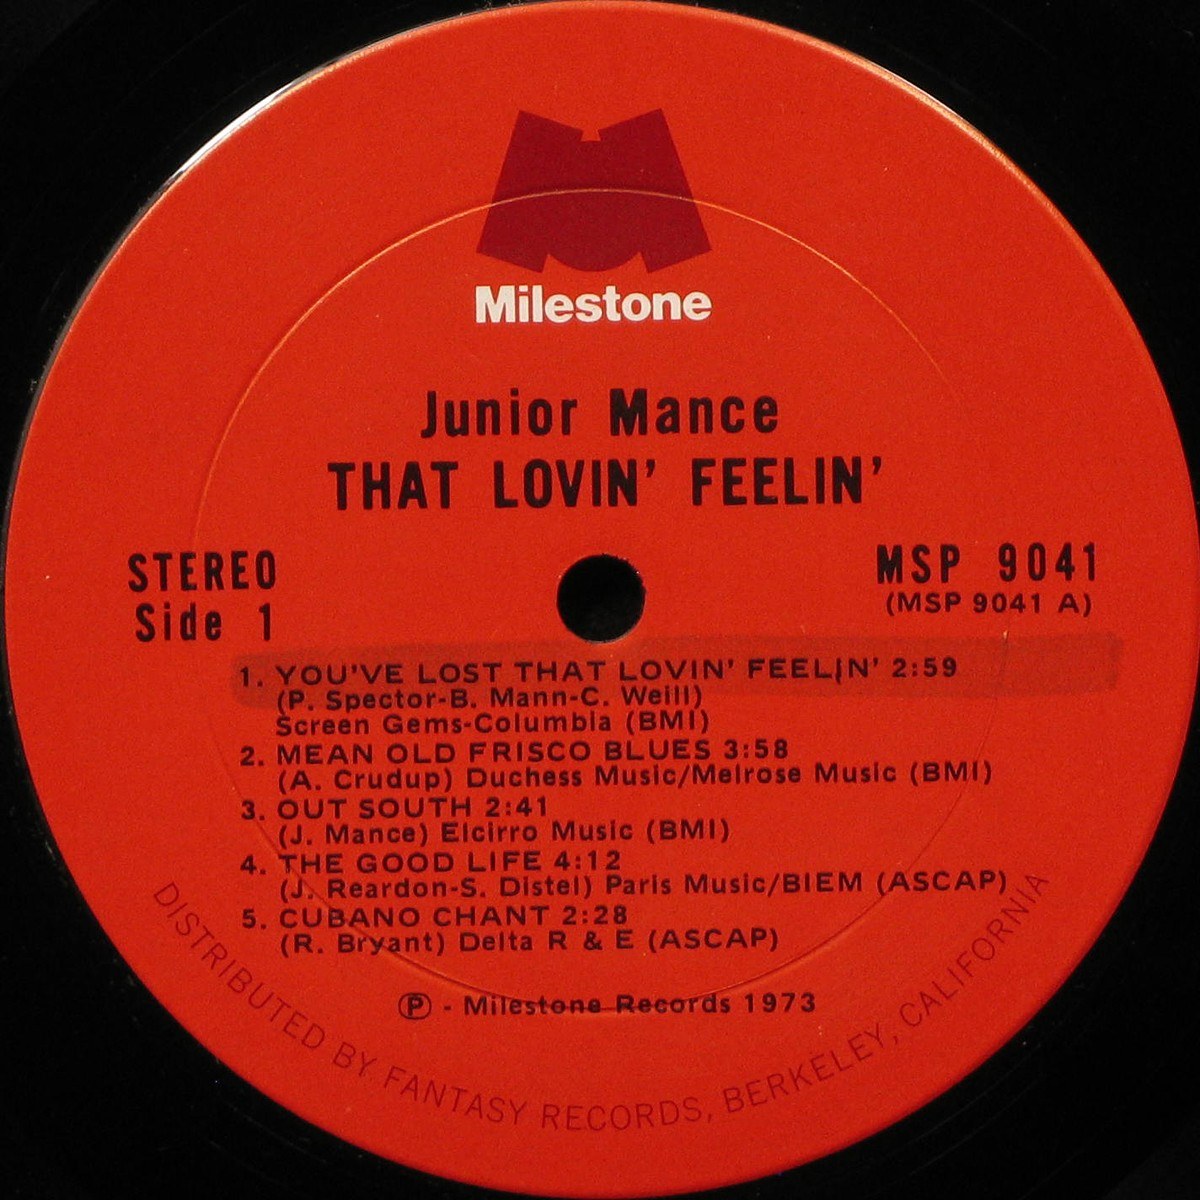 Milestone
Junior Mance
THAT LOVIN' FEELIN'
STEREO
Side 1
MSP 9041
(MSP 9041 A)
1. YOU'VE LOST THAT LOVIN' FEELIN' 2:59
(P. Spector-B. Mann-C. Weill)
Screen Gems-Columbia (BMI)
2. MEAN OLD FRISCO BLUES 3:58
(A. Crudup) Duchess Music/Melrose Music (BMI)
3. OUT SOUTH 2:41
(J. Mance) Elcirro Music (BMI)
4. THE GOOD LIFE 4:12
(J. Reardon-S. Distel) Paris Music/BIEM (ASCAP)
5. CUBANO CHANT 2:28
(R. Bryant) Delta R & E (ASCAP)
Ⓟ - Milestone Records 1973
DISTRIBUTED BY FANTASY RECORDS, BERKELEY, CALIFORNIA